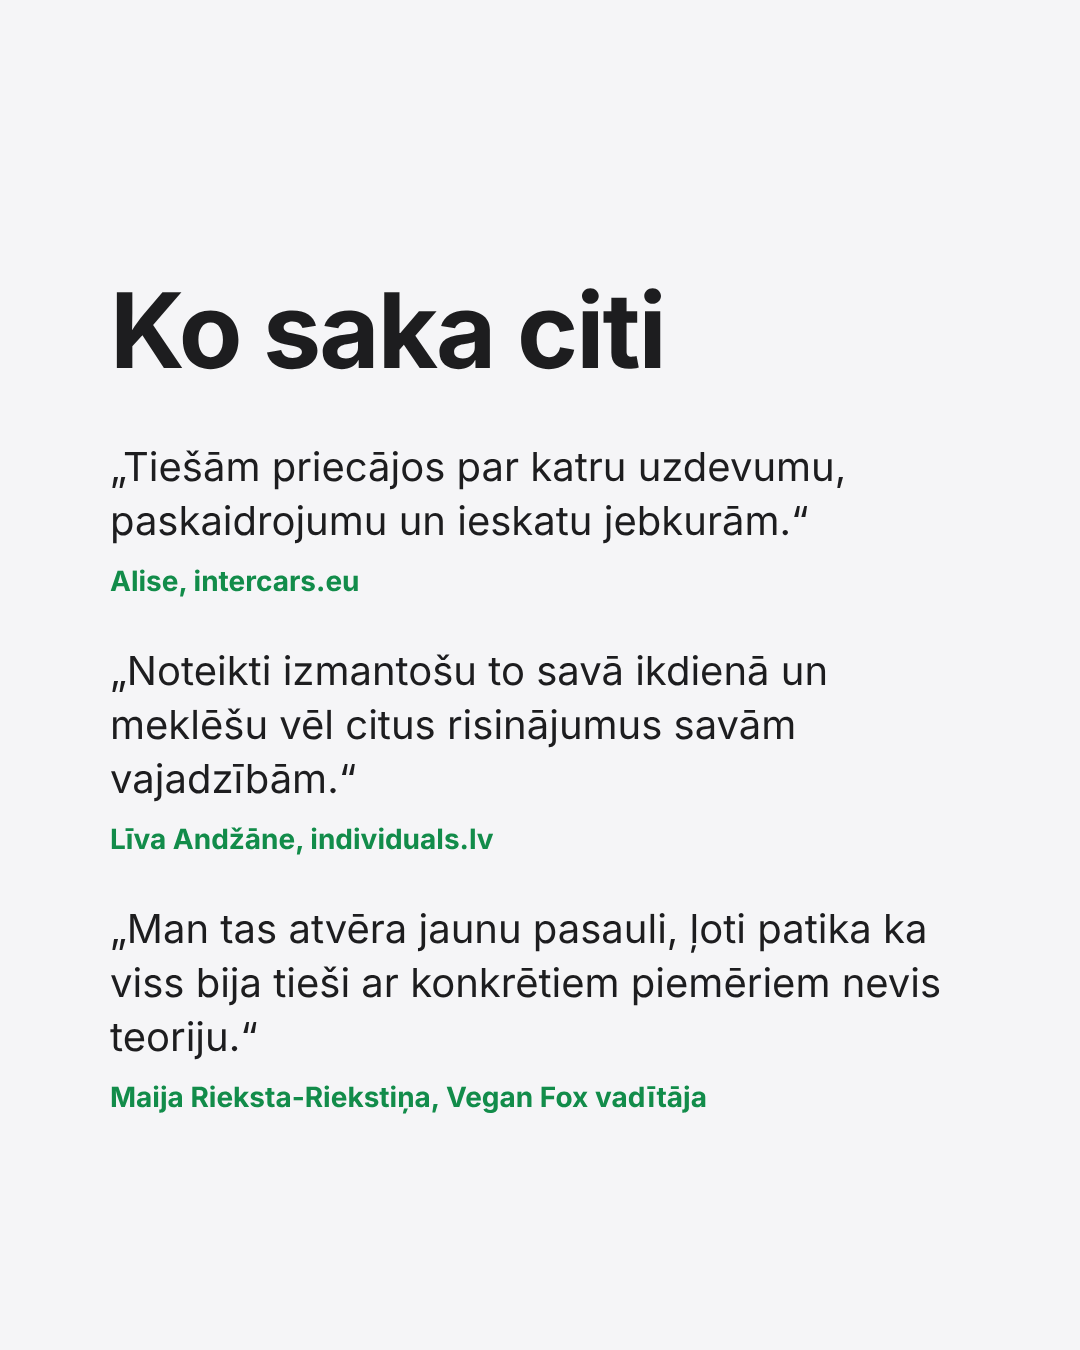 Ko saka citi
„Tiešām priecājos par katru uzdevumu,
paskaidrojumu un ieskatu jebkurām.“
Alise, intercars.eu
„Noteikti izmantošu to savā ikdienā un
meklēšu vēl citus risinājumus savām
vajadzībām.“
Līva Andžāne, individuals.lv
„Man tas atvēra jaunu pasauli, ļoti patika ka
viss bija tieši ar konkrētiem piemēriem nevis
teoriju.“
Maija Rieksta-Riekstiņa, Vegan Fox vadītāja